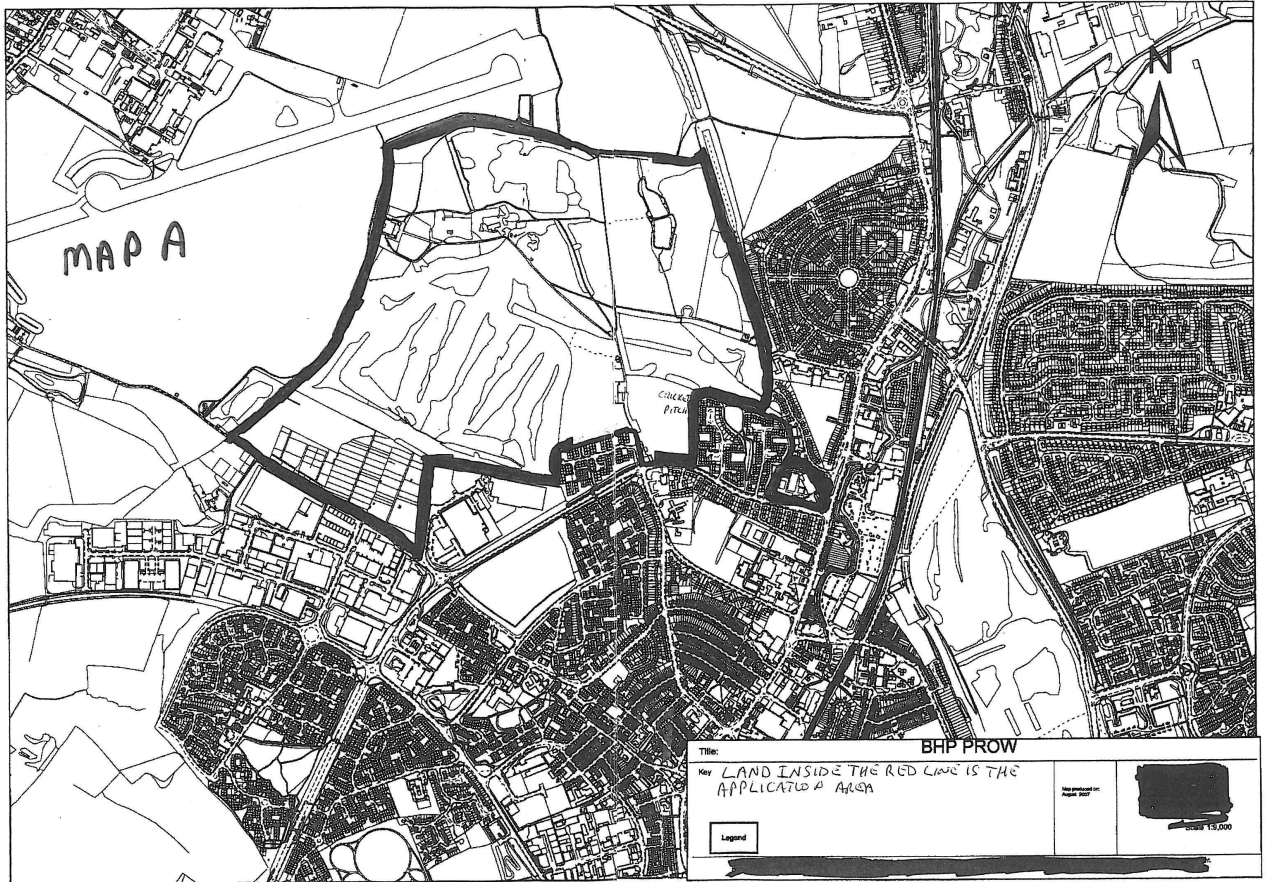 N
MAP A
CRICKET
PITCH
Title:
BHP PROW
Key LAND INSIDE THE RED LINE IS THE
APPLICATION AREA
Map produced on:
August 2007
Scale 1:9,000
Legend